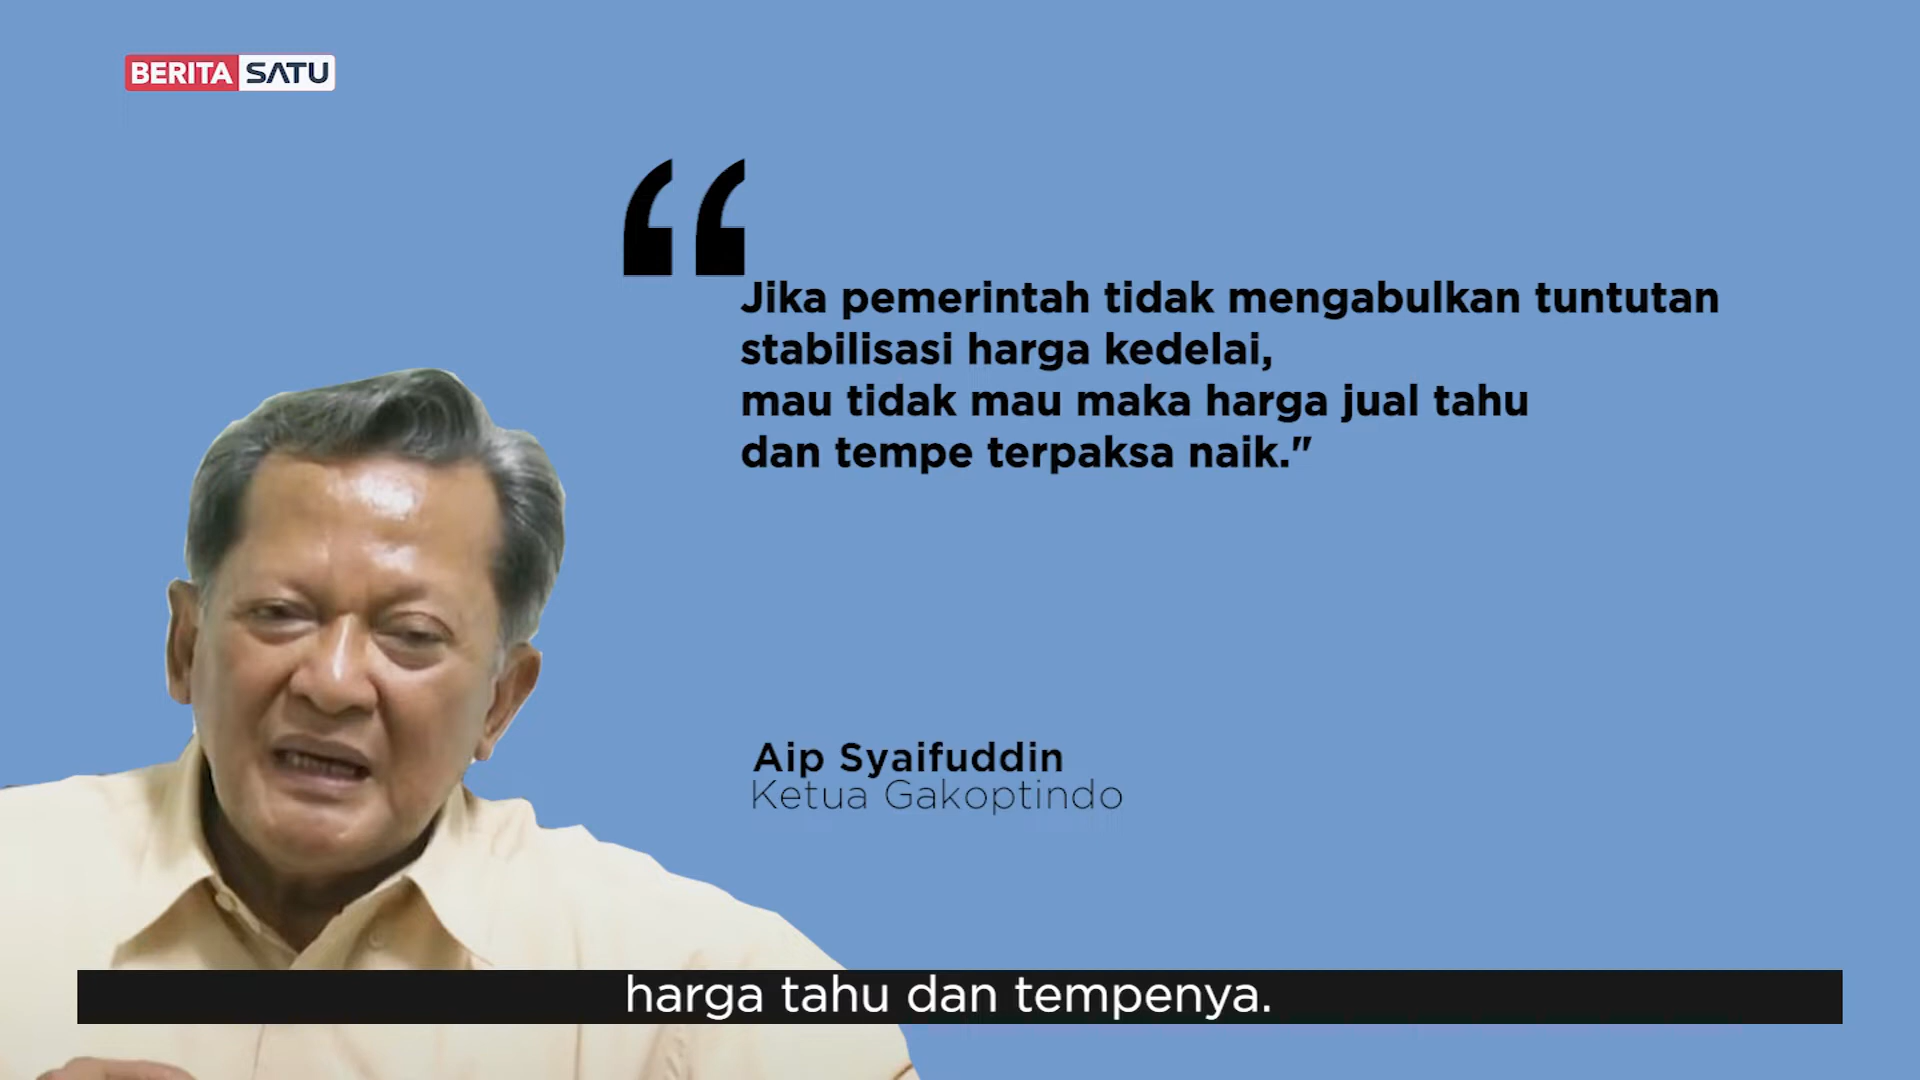 BERITA SATU
Jika pemerintah tidak mengabulkan tuntutan
stabilisasi harga kedelai,
mau tidak mau maka harga jual tahu
dan tempe terpaksa naik."
Aip Syaifuddin
Ketua Gakoptindo
harga tahu dan tempenya.